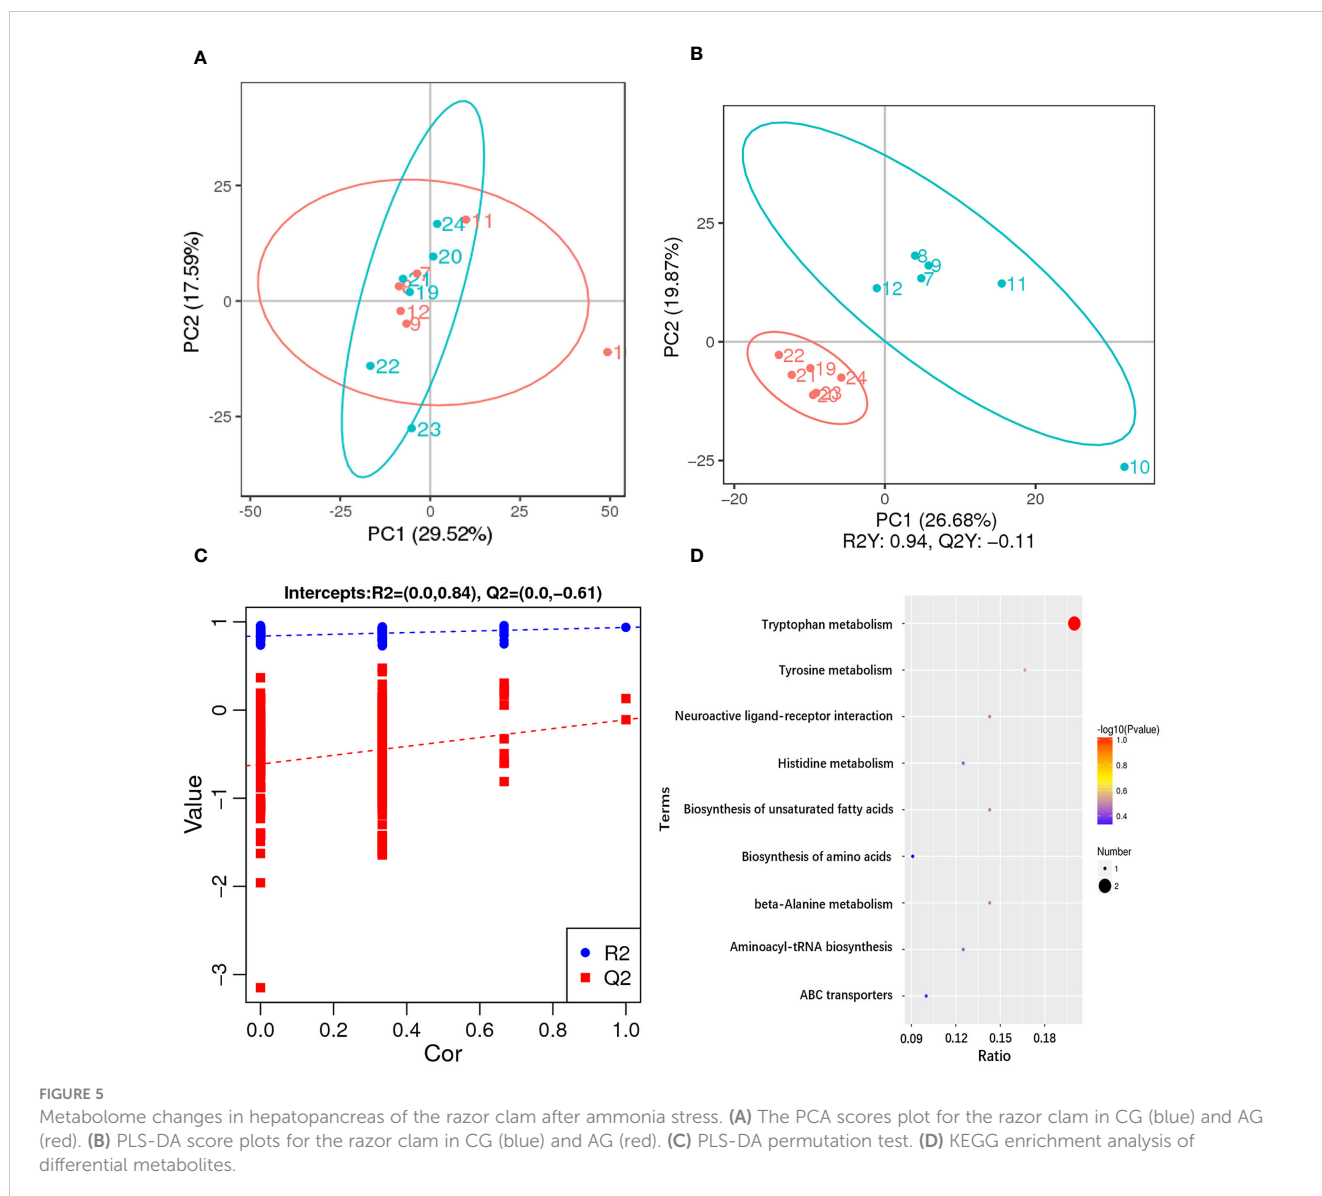 A
25
0
-25
-50
-25
0
25
50
PC2 (17.59%)
PC1 (29.52%)
24
11
20
7
21
19
12
9
22
23
1
B
25
0
−25
−20
0
20
PC2 (19.87%)
PC1 (26.68%)
R2Y: 0.94, Q2Y: −0.11
8
9
7
12
11
10
22
19
21
24
23
20
C
Intercepts:R2=(0.0,0.84), Q2=(0.0,−0.61)
1
0
−1
−2
−3
Value
0.0
0.2
0.4
0.6
0.8
1.0
Cor
R2
Q2
D
Tryptophan metabolism
Tyrosine metabolism
Neuroactive ligand-receptor interaction
Histidine metabolism
Biosynthesis of unsaturated fatty acids
Biosynthesis of amino acids
beta-Alanine metabolism
Aminoacyl-tRNA biosynthesis
ABC transporters
Terms
0.09
0.12
0.15
0.18
Ratio
-log10(Pvalue)
1.0
0.8
0.6
0.4
Number
1
2
FIGURE 5
Metabolome changes in hepatopancreas of the razor clam after ammonia stress. (A) The PCA scores plot for the razor clam in CG (blue) and AG
(red). (B) PLS-DA score plots for the razor clam in CG (blue) and AG (red). (C) PLS-DA permutation test. (D) KEGG enrichment analysis of
differential metabolites.